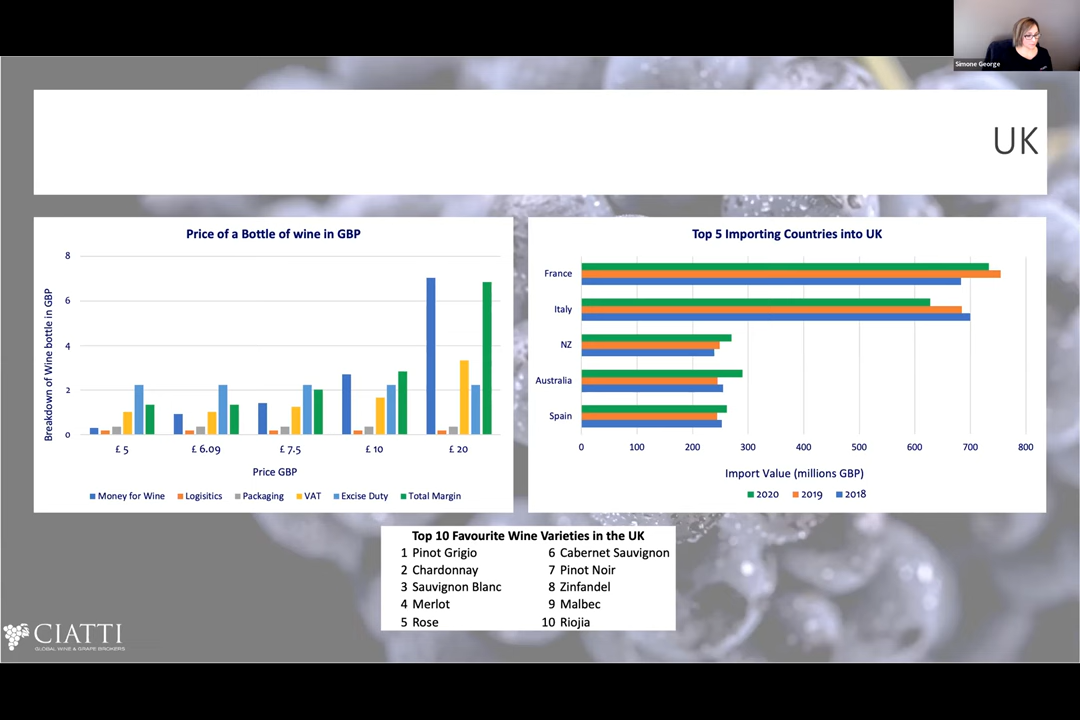 Simone George
UK
Price of a Bottle of wine in GBP
Breakdown of Wine bottle in GBP
8
6
4
2
0
£ 5
£ 6.09
£ 7.5
£ 10
£ 20
Price GBP
Money for Wine
Logisitics
Packaging
VAT
Excise Duty
Total Margin
Top 5 Importing Countries into UK
France
Italy
NZ
Australia
Spain
0
100
200
300
400
500
600
700
800
Import Value (millions GBP)
2020
2019
2018
Top 10 Favourite Wine Varieties in the UK
1 Pinot Grigio
2 Chardonnay
3 Sauvignon Blanc
4 Merlot
5 Rose
6 Cabernet Sauvignon
7 Pinot Noir
8 Zinfandel
9 Malbec
10 Riojia
CIATTI
GLOBAL WINE & GRAPE BROKERS